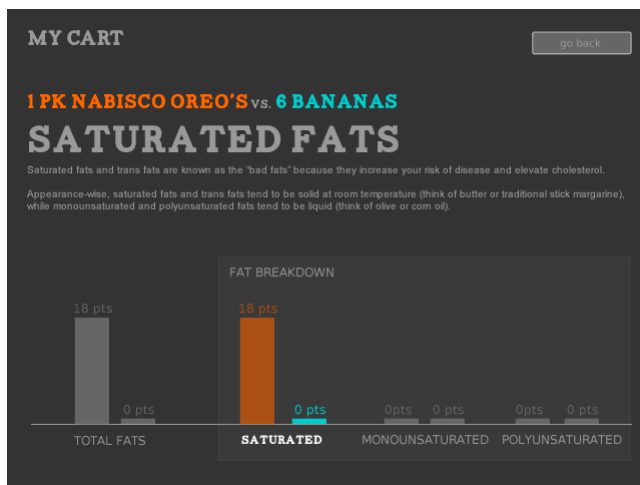 MY CART
go back
1 PK NABISCO OREO'S vs. 6 BANANAS
SATURATED FATS
Saturated fats and trans fats are known as the "bad fats" because they increase your risk of disease and elevate cholesterol.
Appearance-wise, saturated fats and trans fats tend to be solid at room temperature (think of butter or traditional stick margarine),
while monounsaturated and polyunsaturated fats tend to be liquid (think of olive or corn oil).
FAT BREAKDOWN
18 pts
0 pts
18 pts
0 pts
0pts
0 pts
0pts
0 pts
TOTAL FATS
SATURATED
MONOUNSATURATED
POLYUNSATURATED